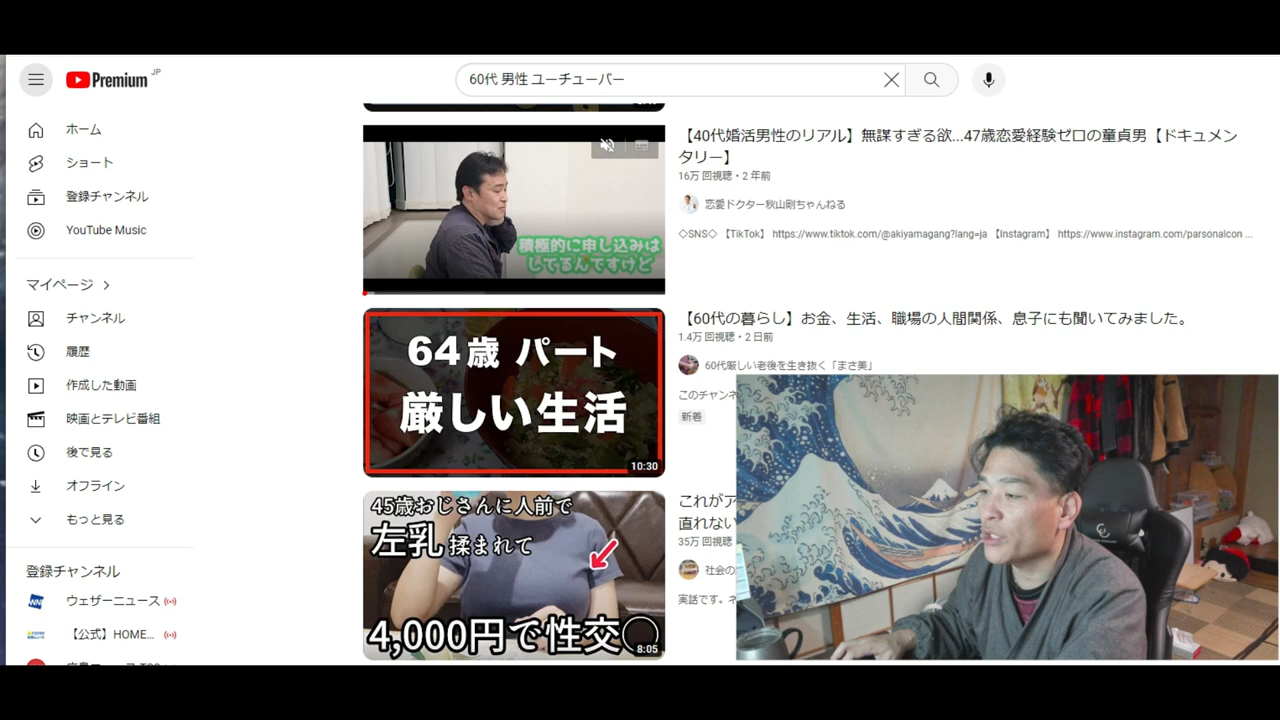 Premium JP
60代 男性 ユーチューバー
ホーム
ショート
登録チャンネル
YouTube Music
マイページ
チャンネル
履歴
作成した動画
映画とテレビ番組
後で見る
オフライン
もっと見る
登録チャンネル
ウェザーニュース
【公式】HOME...
積極的に申し込みは
してるんですけど
【40代婚活男性のリアル】無謀すぎる欲...47歳恋愛経験ゼロの童貞男【ドキュメン
タリー】
16万 回視聴・2 年前
恋愛ドクター秋山剛ちゃんねる
◇SNS◇ 【TikTok】 https://www.tiktok.com/@akiyamagang?lang=ja 【Instagram】 https://www.instagram.com/parsonalcon ...
64歳 パート
厳しい生活
10:30
【60代の暮らし】お金、生活、職場の人間関係、息子にも聞いてみました。
1.4万 回視聴・2 日前
60代厳しい老後を生き抜く「まさ美」
このチャンネ
新着
45歳おじさんに人前で
左乳 揉まれて
4,000円で性交◯
8:05
これがア
直れない
35万 回視聴
社会の
実話です。ネ